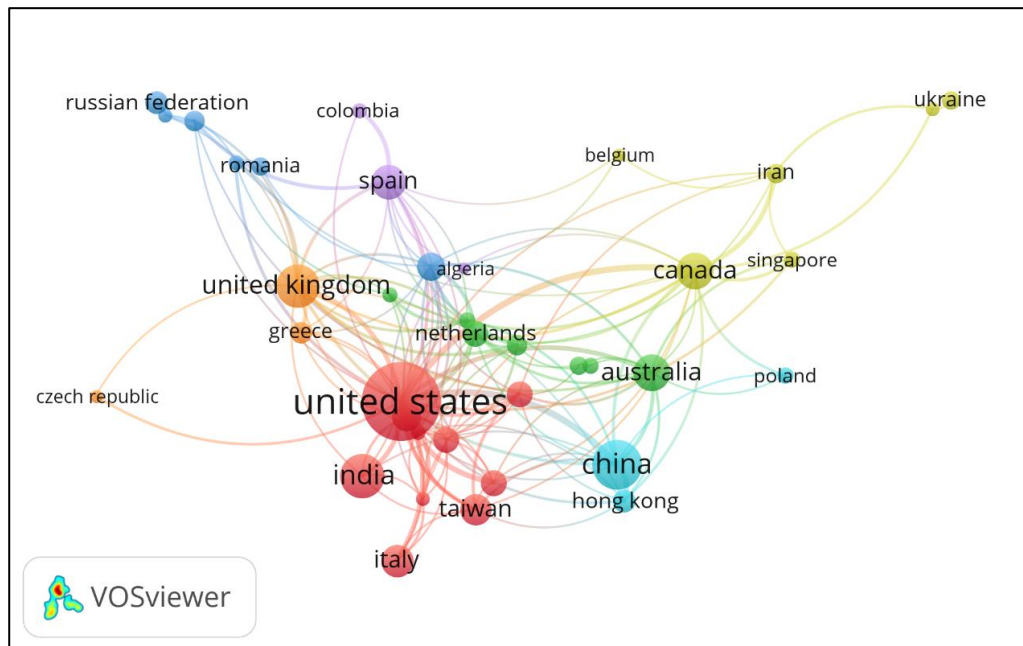 russian federation
colombia
ukraine
romania
belgium
spain
iran
algeria
singapore
canada
united kingdom
greece
netherlands
australia
poland
czech republic
united states
china
india
hong kong
taiwan
italy
VOSviewer